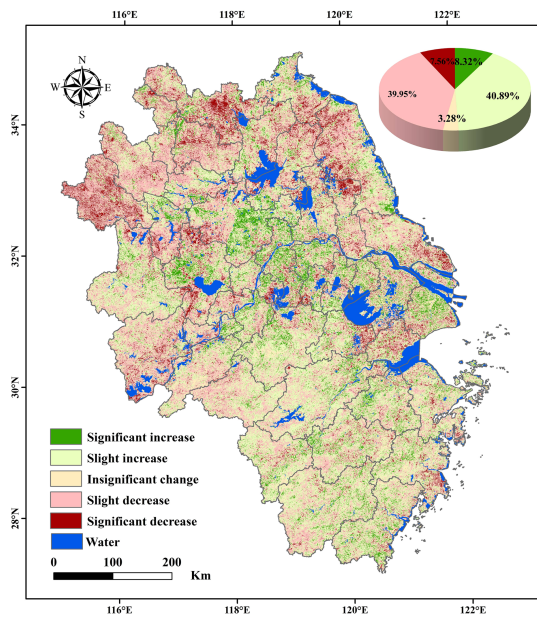 116°E 118°E 120°E 122°E
N
W E
S
7.56% 8.32%
39.95% 40.89%
3.28%
34°N
32°N
30°N
28°N
Significant increase
Slight increase
Insignificant change
Slight decrease
Significant decrease
Water
0 100 200
Km
116°E 118°E 120°E 122°E